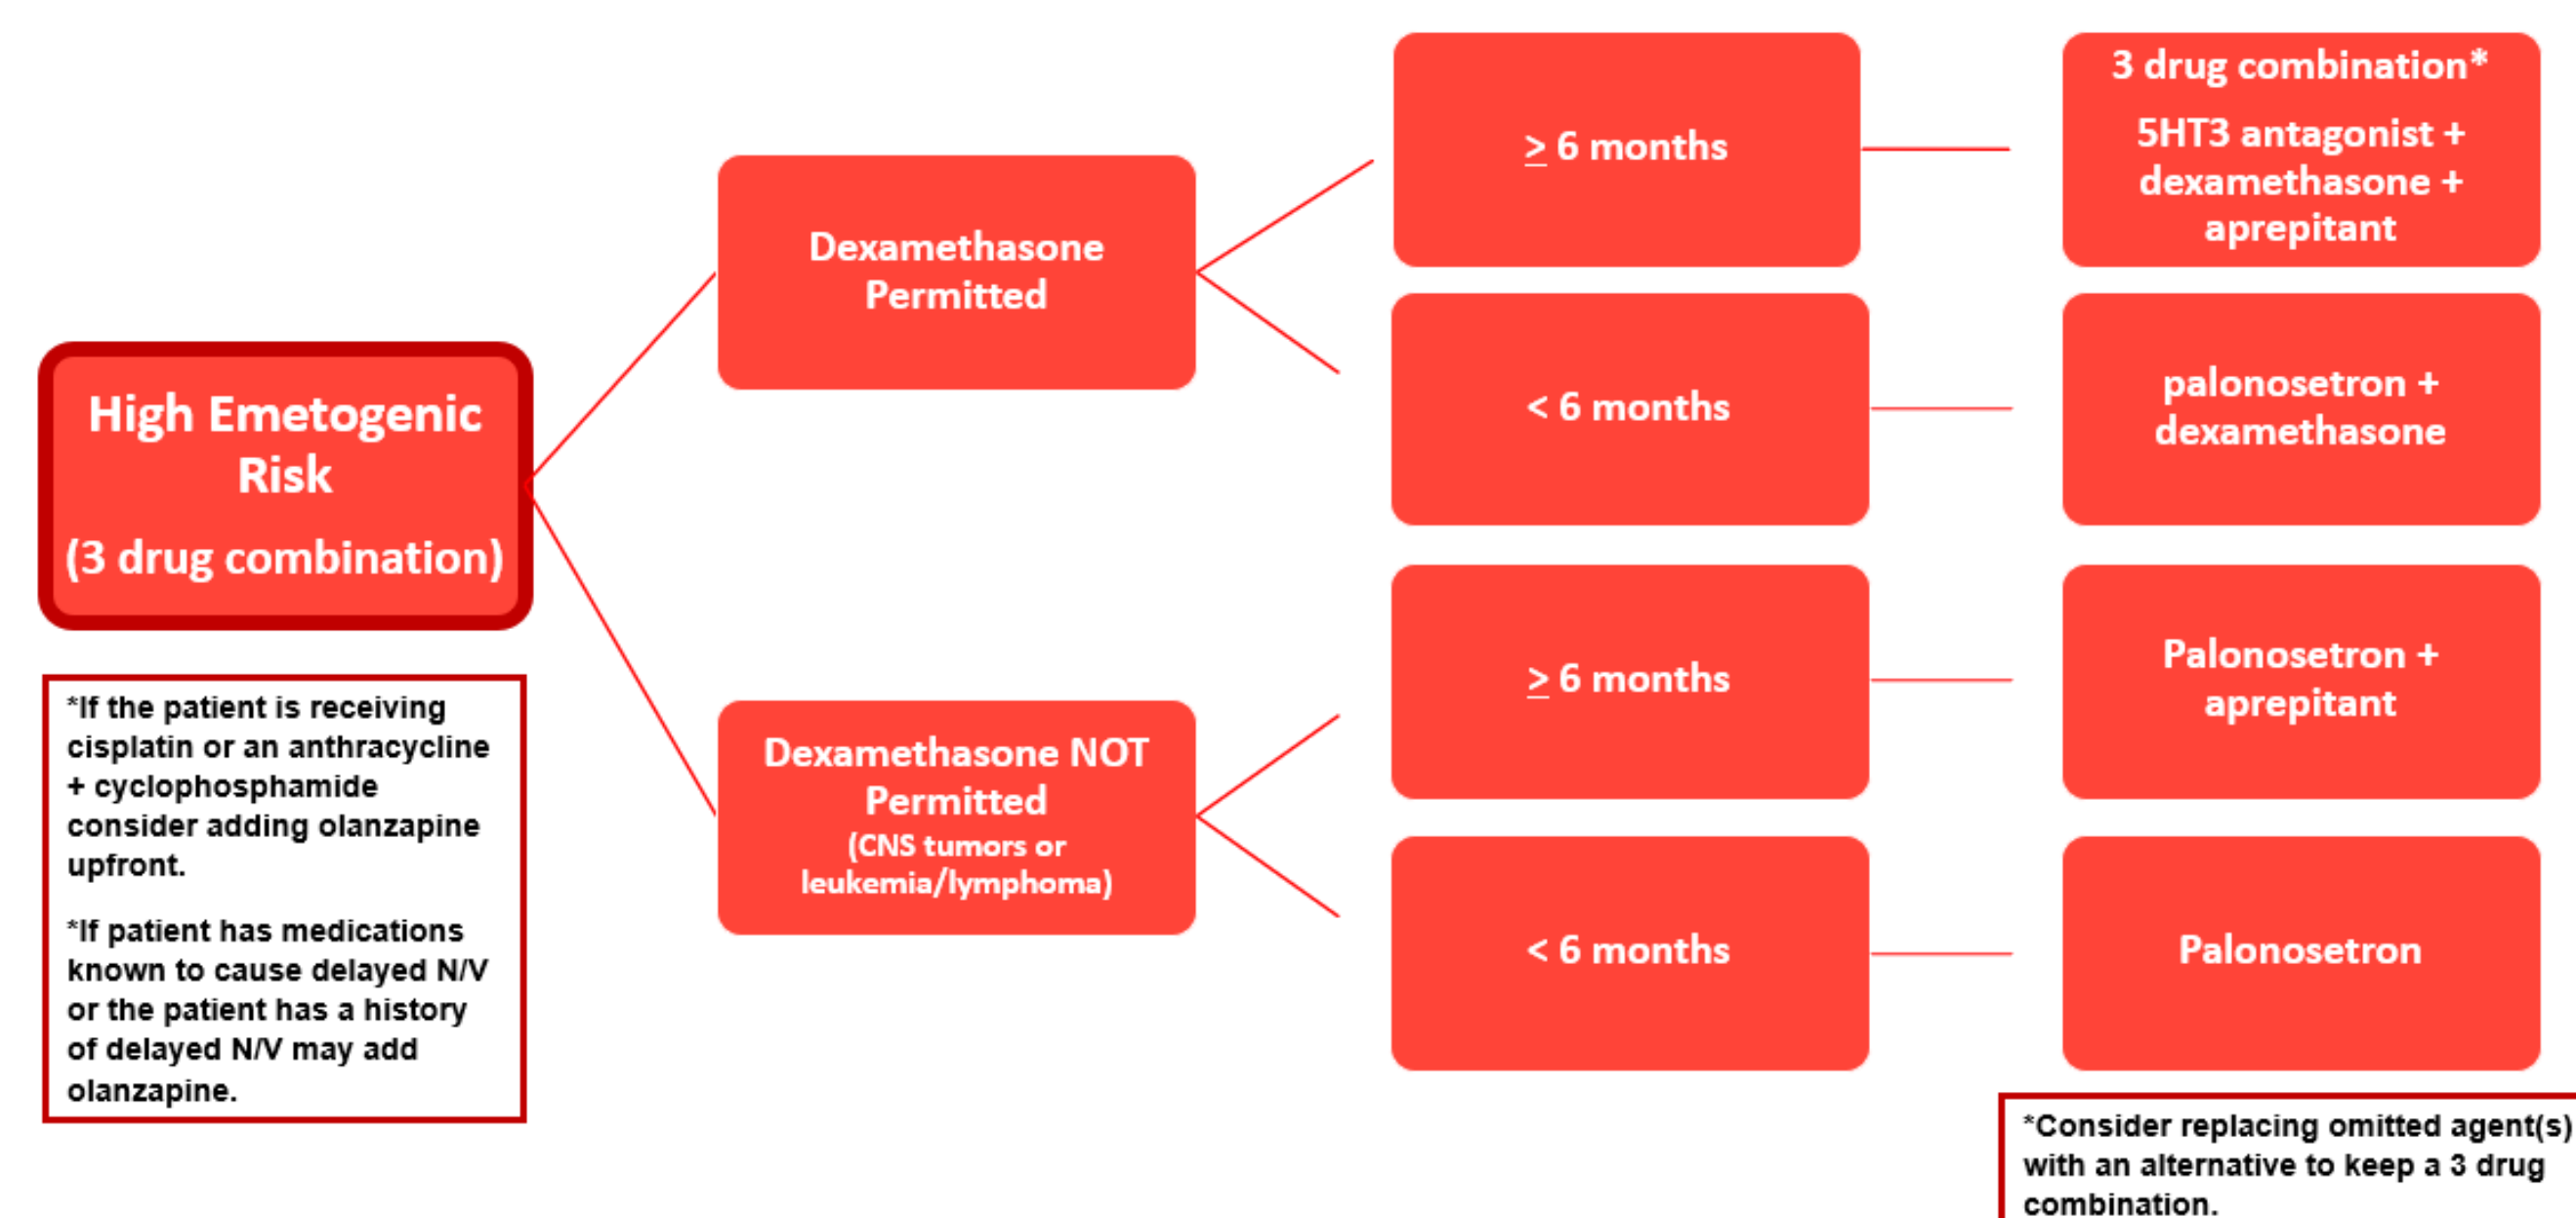 High Emetogenic
Risk
(3 drug combination)
*If the patient is receiving
cisplatin or an anthracycline
+ cyclophosphamide
consider adding olanzapine
upfront.
*If patient has medications
known to cause delayed N/V
or the patient has a history
of delayed N/V may add
olanzapine.
Dexamethasone
Permitted
Dexamethasone NOT
Permitted
(CNS tumors or
leukemia/lymphoma)
≥ 6 months
< 6 months
≥ 6 months
< 6 months
3 drug combination*
5HT3 antagonist +
dexamethasone +
aprepitant
palonosetron +
dexamethasone
Palonosetron +
aprepitant
Palonosetron
*Consider replacing omitted agent(s)
with an alternative to keep a 3 drug
combination.